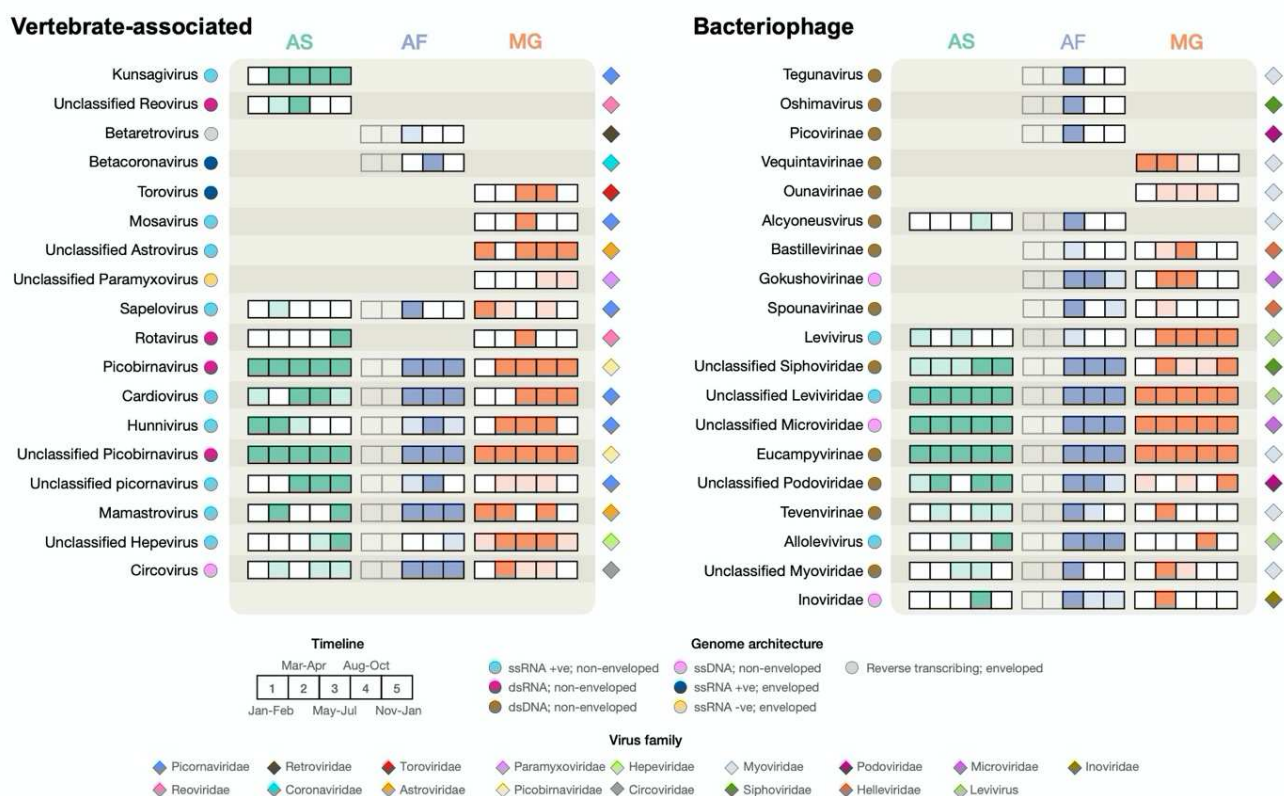 Vertebrate-associated
AS AF MG
Kunsagivirus
Unclassified Reovirus
Betaretrovirus
Betacoronavirus
Torovirus
Mosavirus
Unclassified Astrovirus
Unclassified Paramyxovirus
Sapelovirus
Rotavirus
Picobirnavirus
Cardiovirus
Hunnivirus
Unclassified Picobirnavirus
Unclassified picornavirus
Mamastrovirus
Unclassified Hepevirus
Circovirus
Bacteriophage
AS AF MG
Tegunavirus
Oshimavirus
Picovirinae
Vequintavirinae
Ounavirinae
Alcyoneusvirus
Bastillevirinae
Gokushovirinae
Spounavirinae
Levivirus
Unclassified Siphoviridae
Unclassified Leviviridae
Unclassified Microviridae
Eucampyvirinae
Unclassified Podoviridae
Tevenvirinae
Allolevivirus
Unclassified Myoviridae
Inoviridae
Timeline
Mar-Apr Aug-Oct
1 2 3 4 5
Jan-Feb May-Jul Nov-Jan
Genome architecture
ssRNA +ve; non-enveloped ssDNA; non-enveloped Reverse transcribing; enveloped
dsRNA; non-enveloped ssRNA +ve; enveloped
dsDNA; non-enveloped ssRNA -ve; enveloped
Virus family
Picornaviridae Retroviridae Toroviridae Paramyxoviridae Hepeviridae Myoviridae Podoviridae Microviridae Inoviridae
Reoviridae Coronaviridae Astroviridae Picobirnaviridae Circoviridae Siphoviridae Helleviridae Levivirus